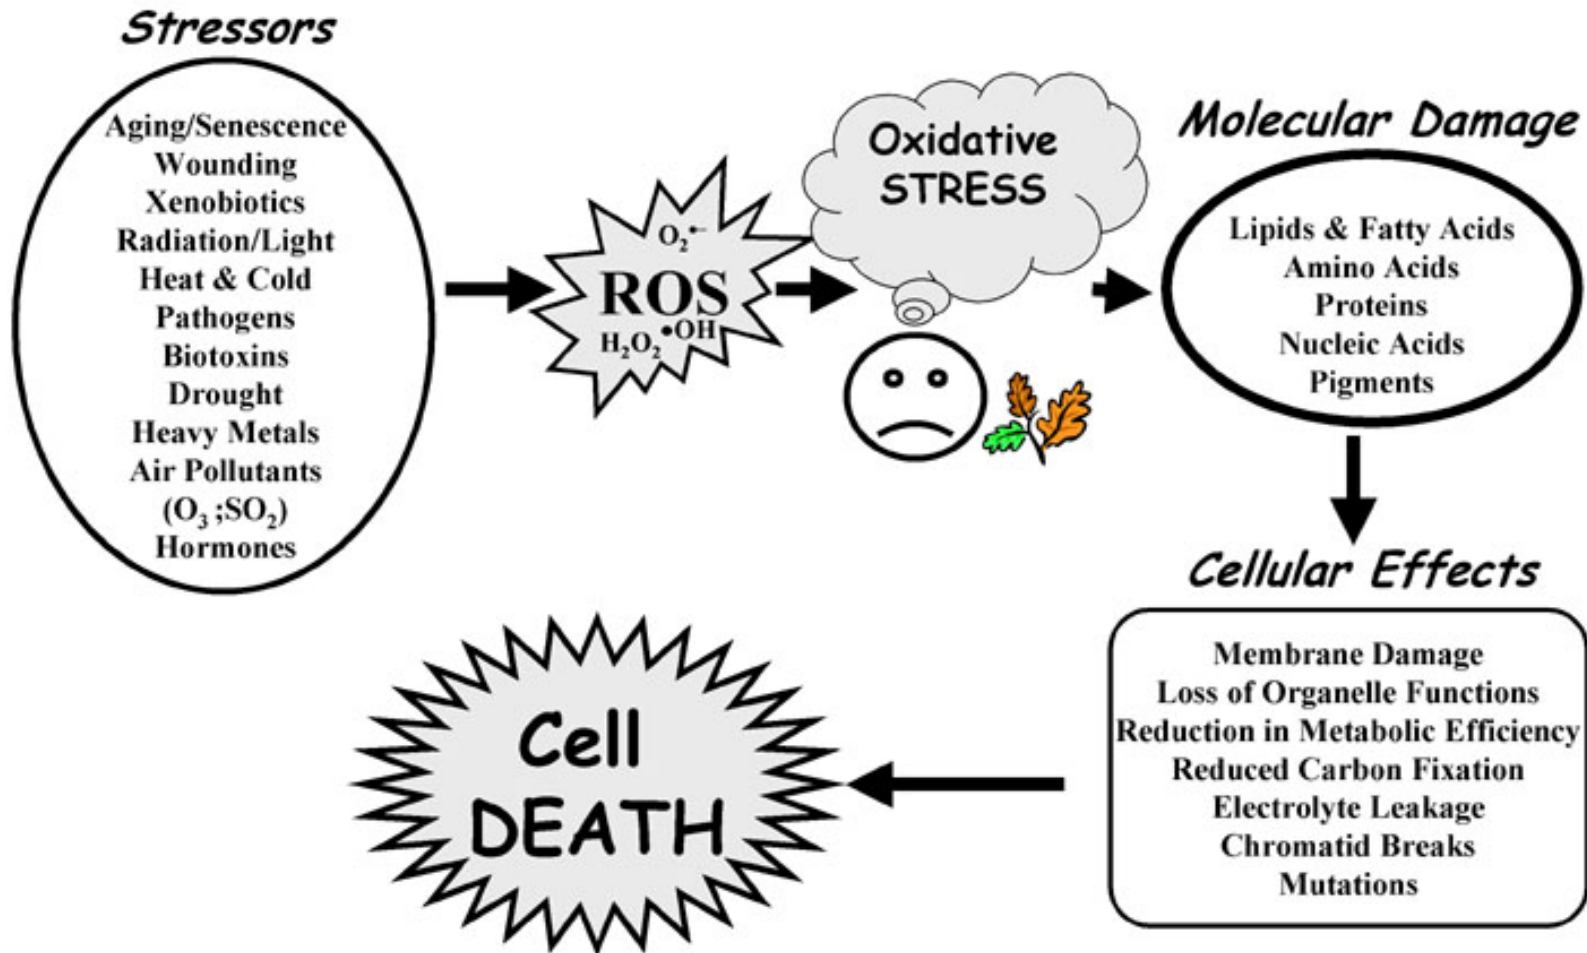 Stressors
Aging/Senescence
Wounding
Xenobiotics
Radiation/Light
Heat & Cold
Pathogens
Biotoxins
Drought
Heavy Metals
Air Pollutants
(O₃ ;SO₂)
Hormones
O₂•−
ROS
H₂O₂ •OH
Oxidative
STRESS
Molecular Damage
Lipids & Fatty Acids
Amino Acids
Proteins
Nucleic Acids
Pigments
Cellular Effects
Membrane Damage
Loss of Organelle Functions
Reduction in Metabolic Efficiency
Reduced Carbon Fixation
Electrolyte Leakage
Chromatid Breaks
Mutations
Cell
DEATH